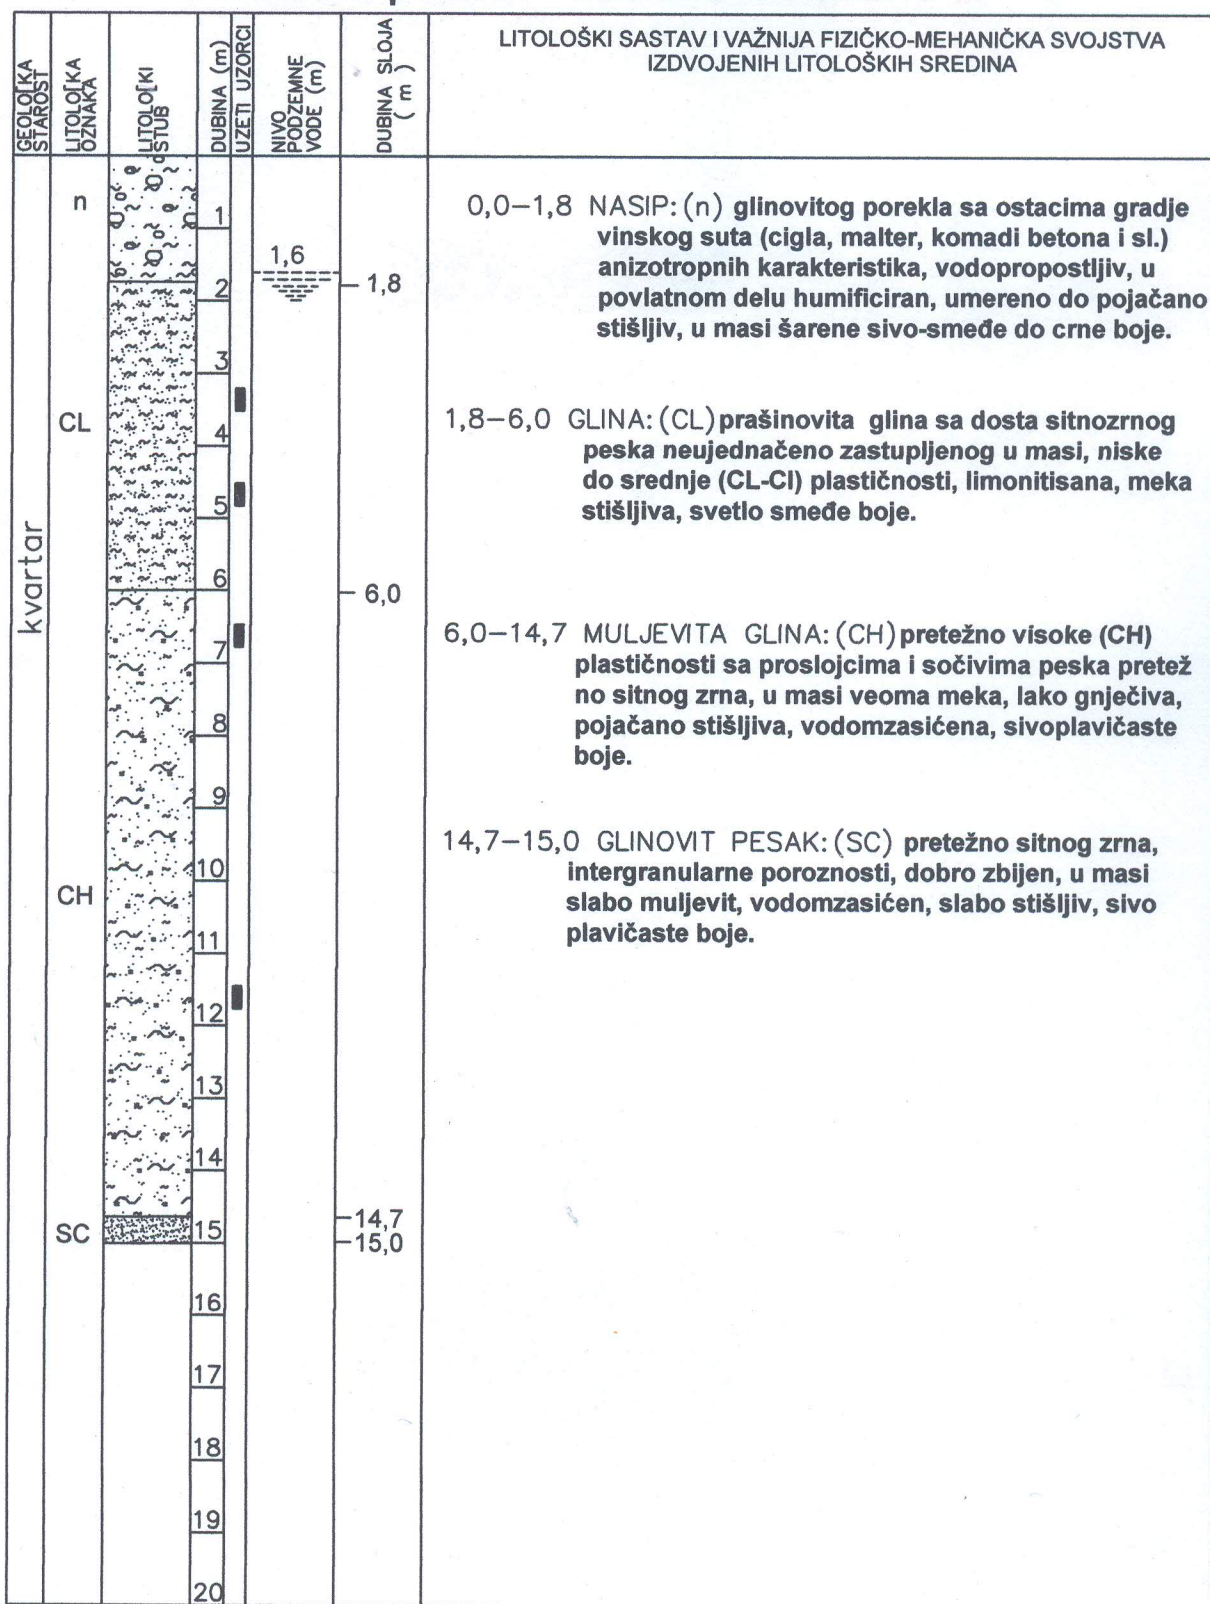 GEOLO[KA
STAROST
LITOLO[KA
OZNAKA
LITOLO[KI
STUB
DUBINA (m)
UZETI UZORCI
NIVO
PODZEMNE
VODE (m)
DUBINA SLOJA
( m )
LITOLOŠKI SASTAV I VAŽNIJA FIZIČKO-MEHANIČKA SVOJSTVA
IZDVOJENIH LITOLOŠKIH SREDINA
kvartar
n
CL
CH
SC
1
2
3
4
5
6
7
8
9
10
11
12
13
14
15
16
17
18
19
20
1,6
1,8
6,0
14,7
15,0
0,0–1,8 NASIP: (n) glinovitog porekla sa ostacima gradje
vinskog suta (cigla, malter, komadi betona i sl.)
anizotropnih karakteristika, vodopropostljiv, u
povlatnom delu humificiran, umereno do pojačano
stišljiv, u masi šarene sivo-smeđe do crne boje.
1,8–6,0 GLINA: (CL) prašinovita glina sa dosta sitnozrnog
peska neujednačeno zastupljenog u masi, niske
do srednje (CL-CI) plastičnosti, limonitisana, meka
stišljiva, svetlo smeđe boje.
6,0–14,7 MULJEVITA GLINA: (CH) pretežno visoke (CH)
plastičnosti sa proslojcima i sočivima peska pretež
no sitnog zrna, u masi veoma meka, lako gnječiva,
pojačano stišljiva, vodomzasićena, sivoplavičaste
boje.
14,7–15,0 GLINOVIT PESAK: (SC) pretežno sitnog zrna,
intergranularne poroznosti, dobro zbijen, u masi
slabo muljevit, vodomzasićen, slabo stišljiv, sivo
plavičaste boje.